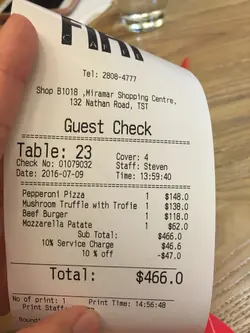 CAFE
Tel: 2808-4777
Shop B1018 ,Miramar Shopping Centre,
132 Nathan Road, TST
Guest Check
Table: 23
Cover: 4
Check No: 01079032 Staff: Steven
Date: 2016-07-09 Time: 13:59:40
Pepperoni Pizza 1 $148.0
Mushroom Truffle with Trofie 1 $138.0
Beef Burger 1 $118.0
Mozzarella Patate 1 $62.0
Sub Total: $466.0
10% Service Charge $46.6
10 % off -$47.0
Total: $466.0
No of print: 1 Print Time: 14:56:48
Print Staff: